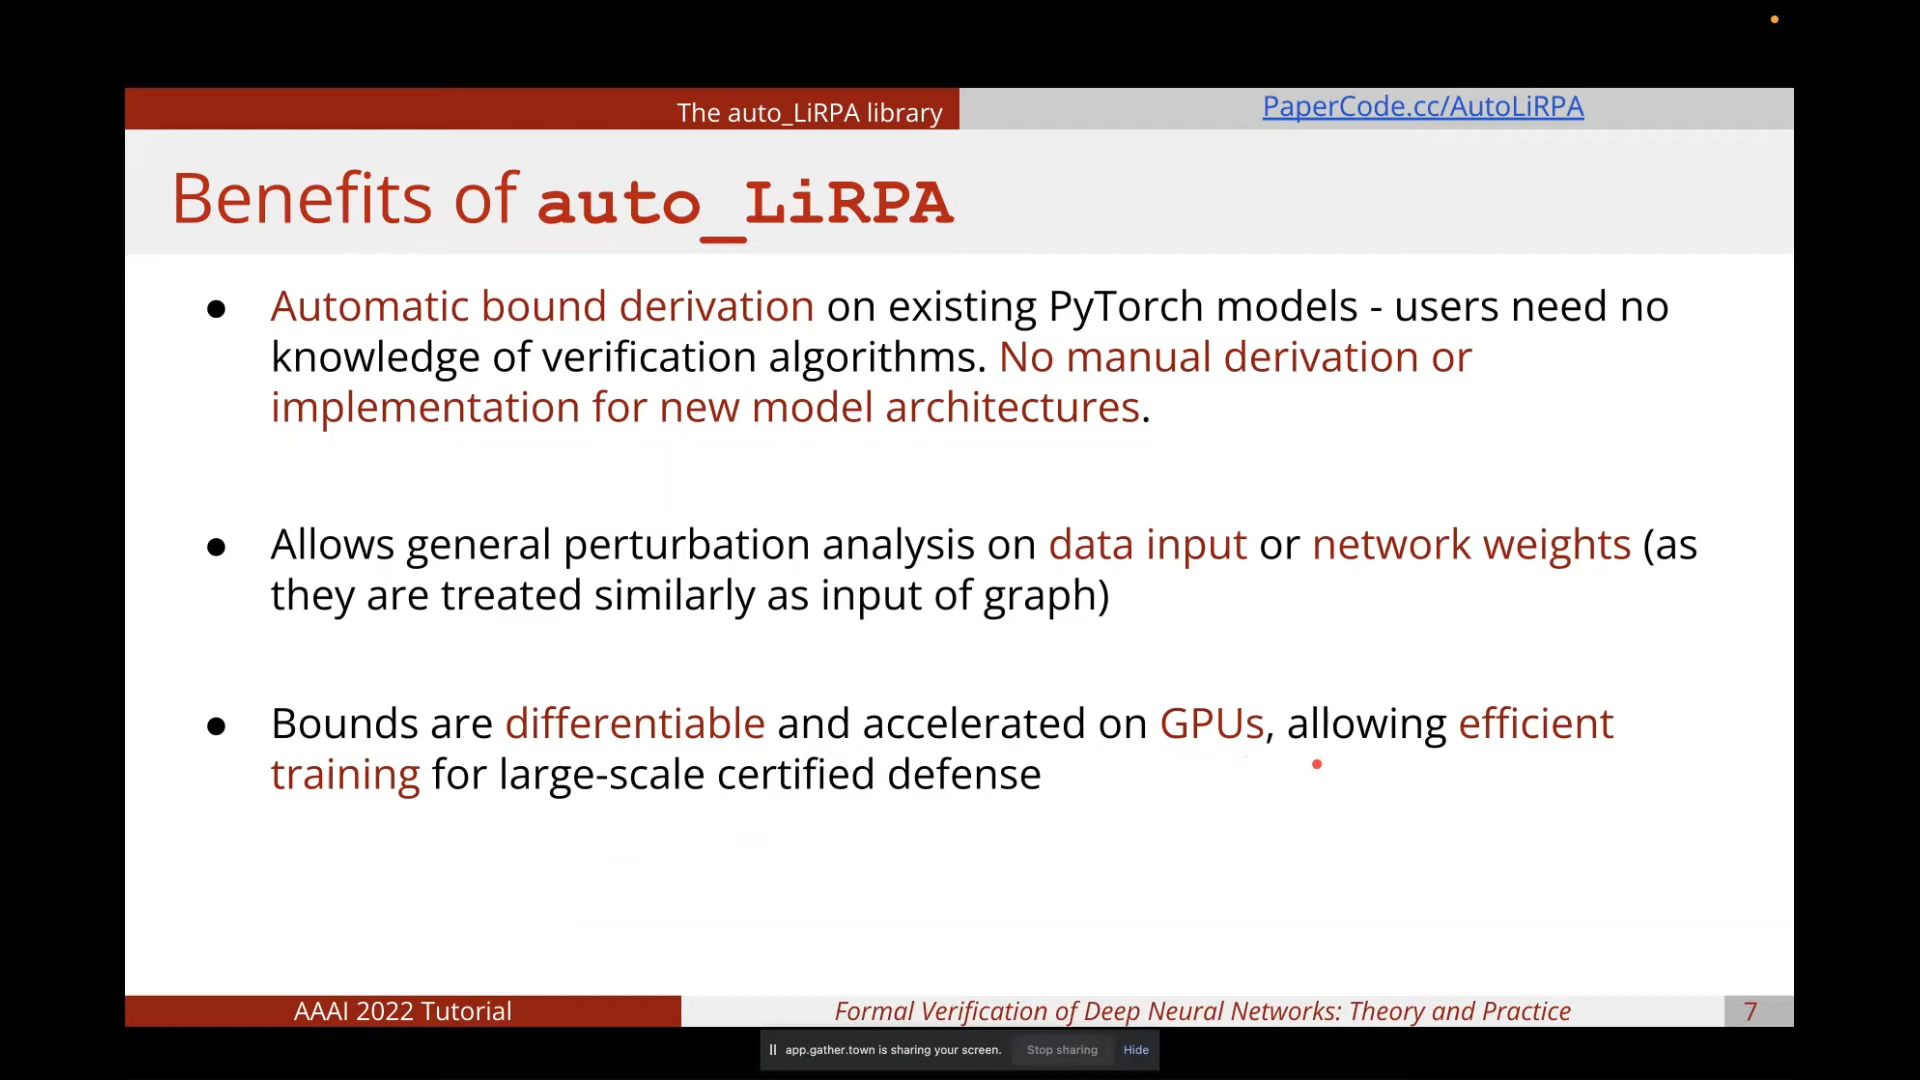 The auto_LiRPA library
PaperCode.cc/AutoLiRPA
Benefits of auto_LiRPA
● Automatic bound derivation on existing PyTorch models - users need no
knowledge of verification algorithms. No manual derivation or
implementation for new model architectures.
● Allows general perturbation analysis on data input or network weights (as
they are treated similarly as input of graph)
● Bounds are differentiable and accelerated on GPUs, allowing efficient
training for large-scale certified defense
AAAI 2022 Tutorial
Formal Verification of Deep Neural Networks: Theory and Practice
7
app.gather.town is sharing your screen.
Stop sharing
Hide